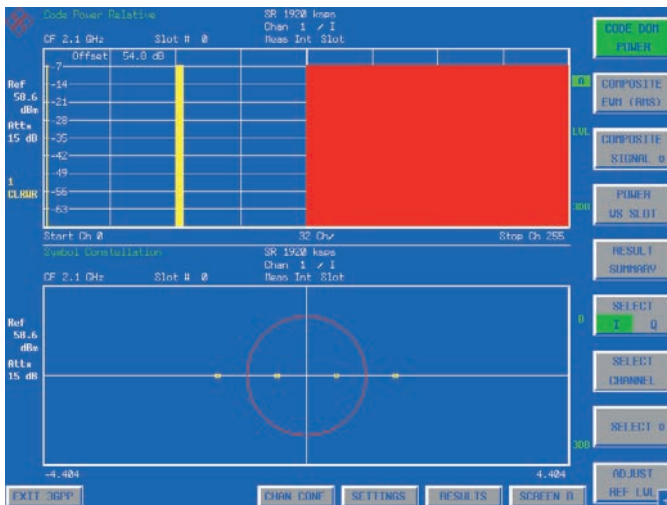 Code Power Relative
SR 1920 ksps
Chan 1 / I
CF 2.1 GHz
Slot # 0
Meas Int Slot
Offset 54.8 dB
Ref
58.6
dBm
Att*
15 dB
1
CLRWR
-7
-14
-21
-28
-35
-42
-49
-56
-63
LVL
3DB
Start Ch 0
32 Ch/
Stop Ch 255
Symbol Constellation
SR 1920 ksps
Chan 1 / I
CF 2.1 GHz
Slot # 0
Meas Int Slot
Ref
58.6
dBm
Att*
15 dB
3DB
-4.404
4.404
CODE DOM
POWER
COMPOSITE
EVM (RMS)
COMPOSITE
SIGNAL
POWER
VS SLOT
RESULT
SUMMARY
SELECT
I Q
SELECT
CHANNEL
SELECT
ADJUST
REF LVL
EXIT 3GPP
CHAN CONF
SETTINGS
RESULTS
SCREEN